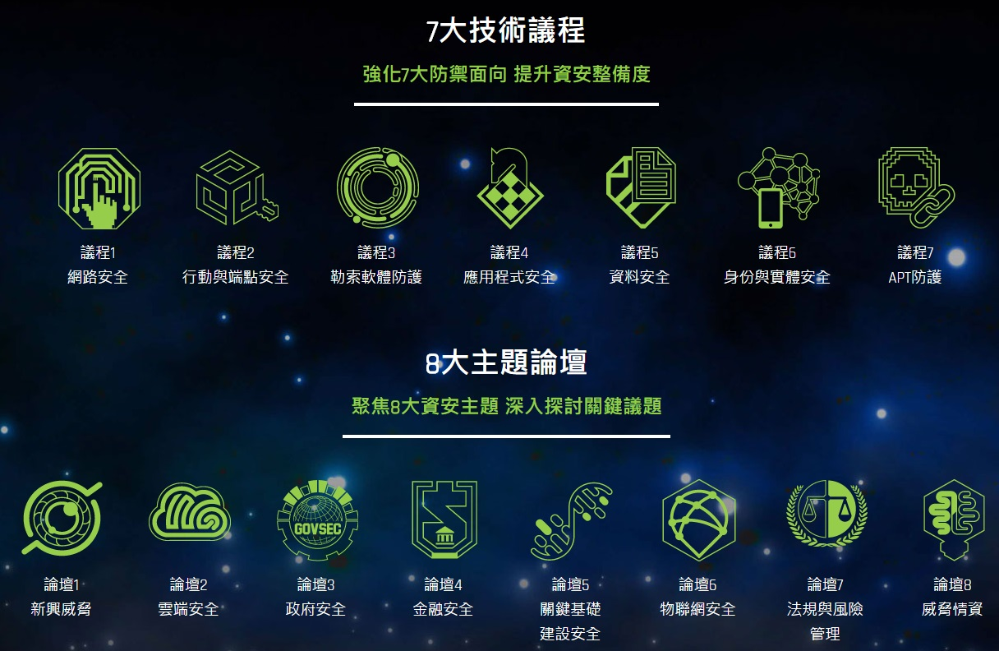 7大技術議程
強化7大防禦面向 提升資安整備度
議程1
網路安全
議程2
行動與端點安全
議程3
勒索軟體防護
議程4
應用程式安全
議程5
資料安全
議程6
身份與實體安全
議程7
APT防護
8大主題論壇
聚焦8大資安主題 深入探討關鍵議題
GOVSEC
論壇1
新興威脅
論壇2
雲端安全
論壇3
政府安全
論壇4
金融安全
論壇5
關鍵基礎
建設安全
論壇6
物聯網安全
論壇7
法規與風險
管理
論壇8
威脅情資